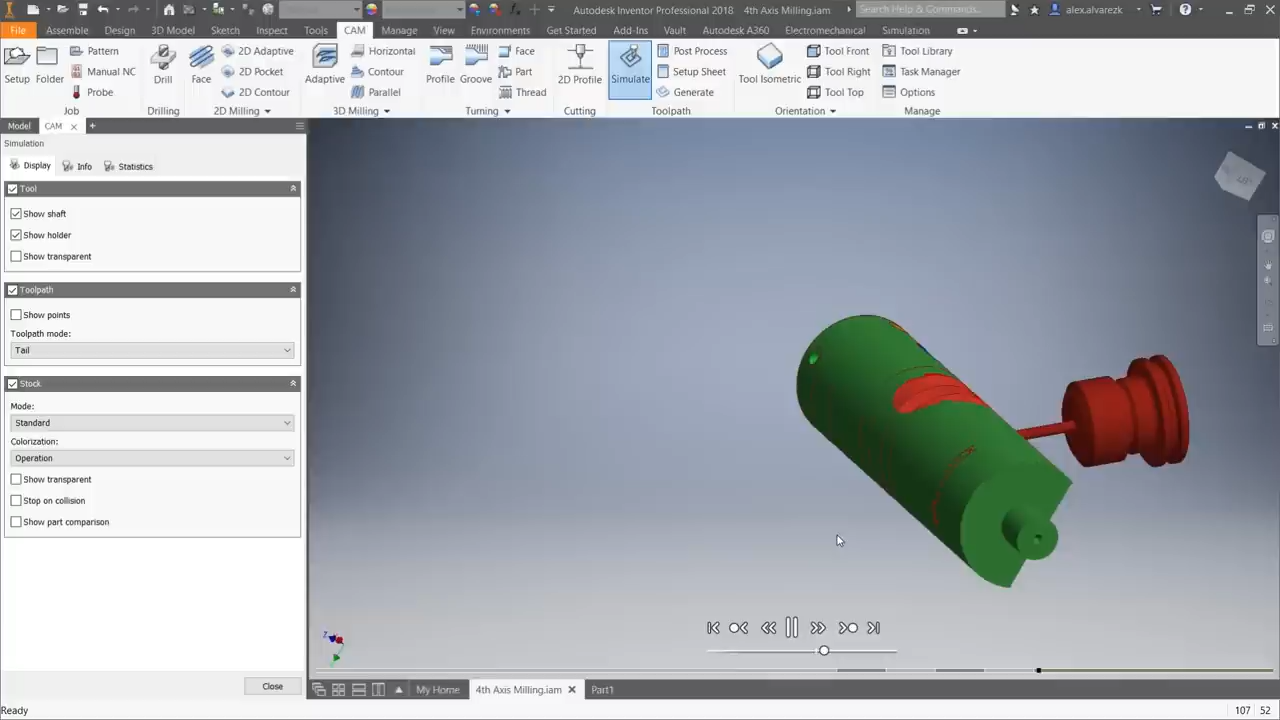 Autodesk Inventor Professional 2018 4th Axis Milling.iam
Search Help & Commands...
alex.alvarezk
File Assemble Design 3D Model Sketch Inspect Tools CAM Manage View Environments Get Started Add-Ins Vault Autodesk A360 Electromechanical Simulation
Setup Folder Pattern Manual NC Probe
Job
Drill
Drilling
Face 2D Adaptive 2D Pocket 2D Contour
2D Milling
Adaptive Horizontal Contour Parallel
3D Milling
Profile Groove Face Part Thread
Turning
2D Profile
Cutting
Simulate Post Process Setup Sheet Generate
Toolpath
Tool Isometric Tool Front Tool Right Tool Top
Orientation
Tool Library Task Manager Options
Manage
Model CAM
Simulation
Display Info Statistics
Tool
Show shaft
Show holder
Show transparent
Toolpath
Show points
Toolpath mode:
Tail
Stock
Mode:
Standard
Colorization:
Operation
Show transparent
Stop on collision
Show part comparison
Close
Z
My Home 4th Axis Milling.iam Part1
Ready
107 52